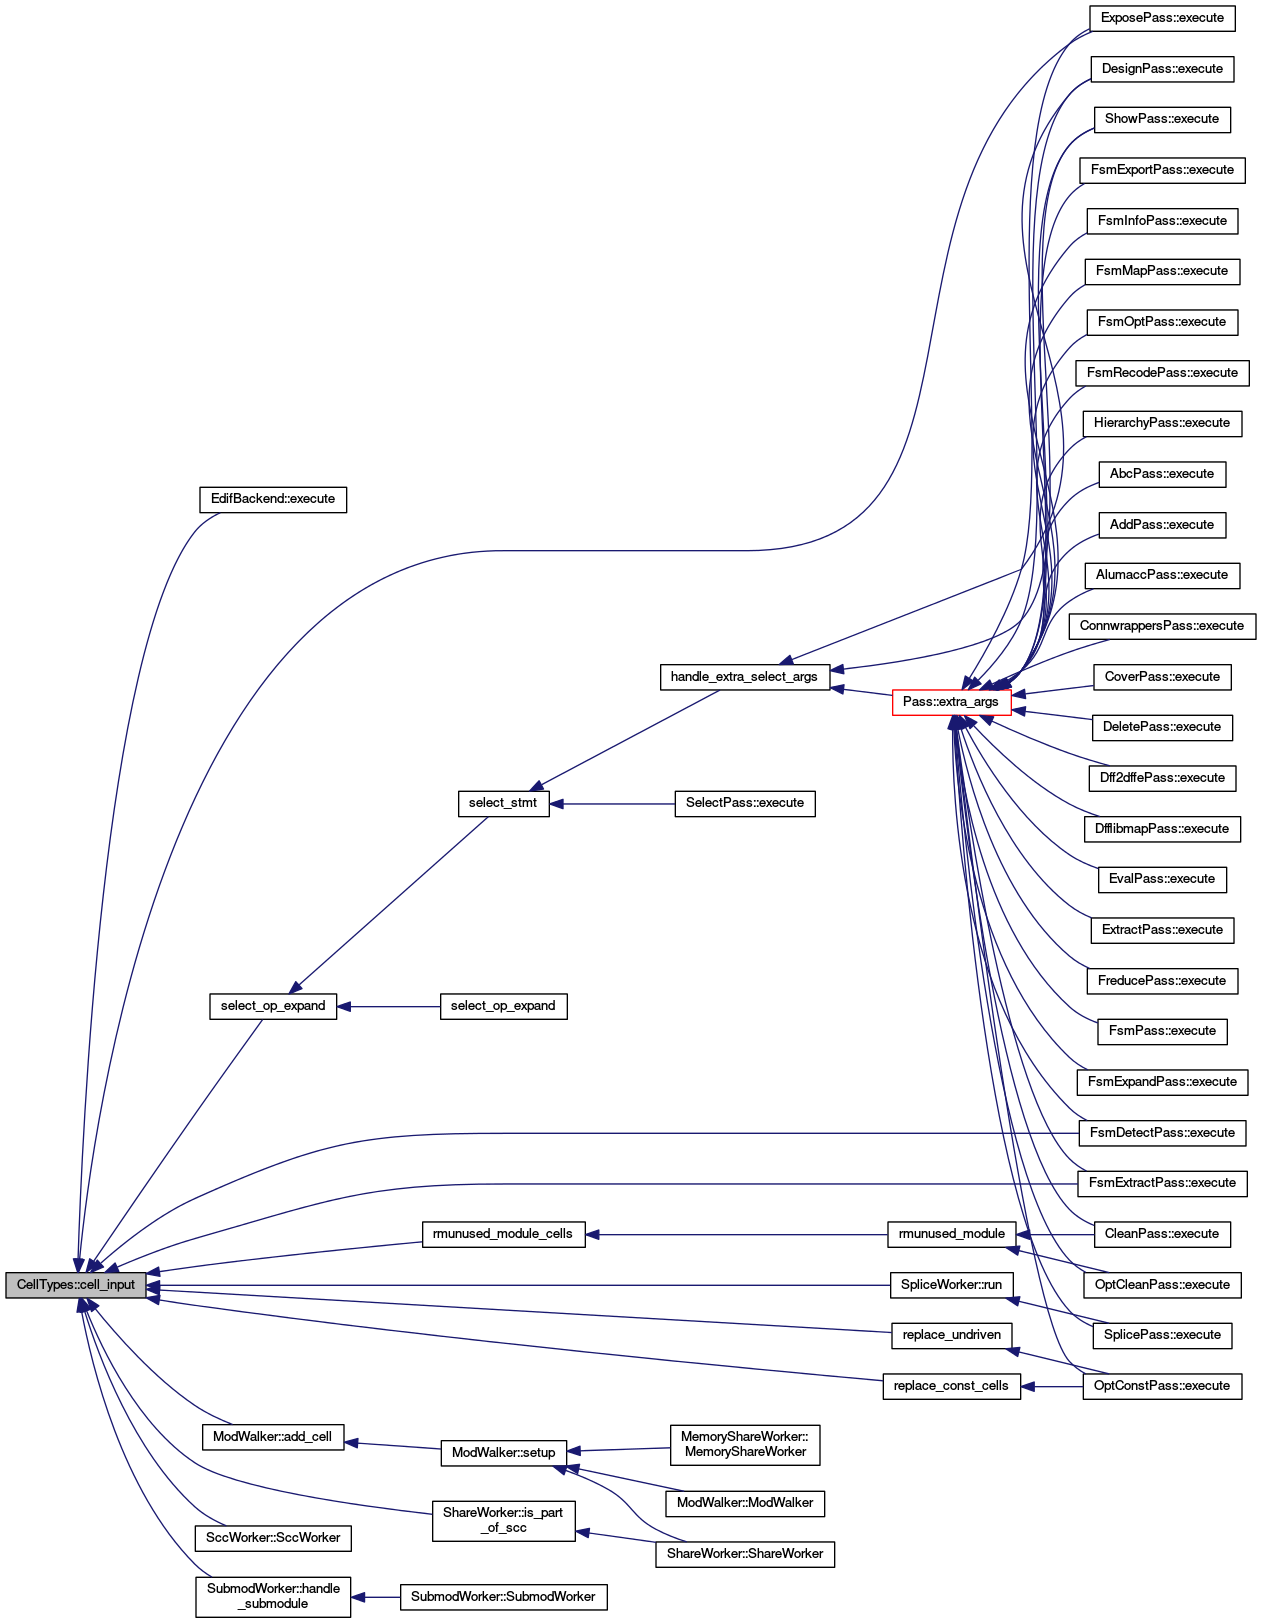 ExposePass::execute
DesignPass::execute
ShowPass::execute
FsmExportPass::execute
FsmInfoPass::execute
FsmMapPass::execute
FsmOptPass::execute
FsmRecodePass::execute
HierarchyPass::execute
AbcPass::execute
EdifBackend::execute
AddPass::execute
AlumaccPass::execute
ConnwrappersPass::execute
handle_extra_select_args
CoverPass::execute
Pass::extra_args
DeletePass::execute
Dff2dffePass::execute
select_stmt
SelectPass::execute
DfflibmapPass::execute
EvalPass::execute
ExtractPass::execute
FreducePass::execute
select_op_expand
select_op_expand
FsmPass::execute
FsmExpandPass::execute
FsmDetectPass::execute
FsmExtractPass::execute
rmunused_module_cells
rmunused_module
CleanPass::execute
CellTypes::cell_input
SpliceWorker::run
OptCleanPass::execute
replace_undriven
SplicePass::execute
replace_const_cells
OptConstPass::execute
ModWalker::add_cell
ModWalker::setup
MemoryShareWorker::
MemoryShareWorker
ModWalker::ModWalker
ShareWorker::is_part
_of_scc
SccWorker::SccWorker
ShareWorker::ShareWorker
SubmodWorker::handle
_submodule
SubmodWorker::SubmodWorker